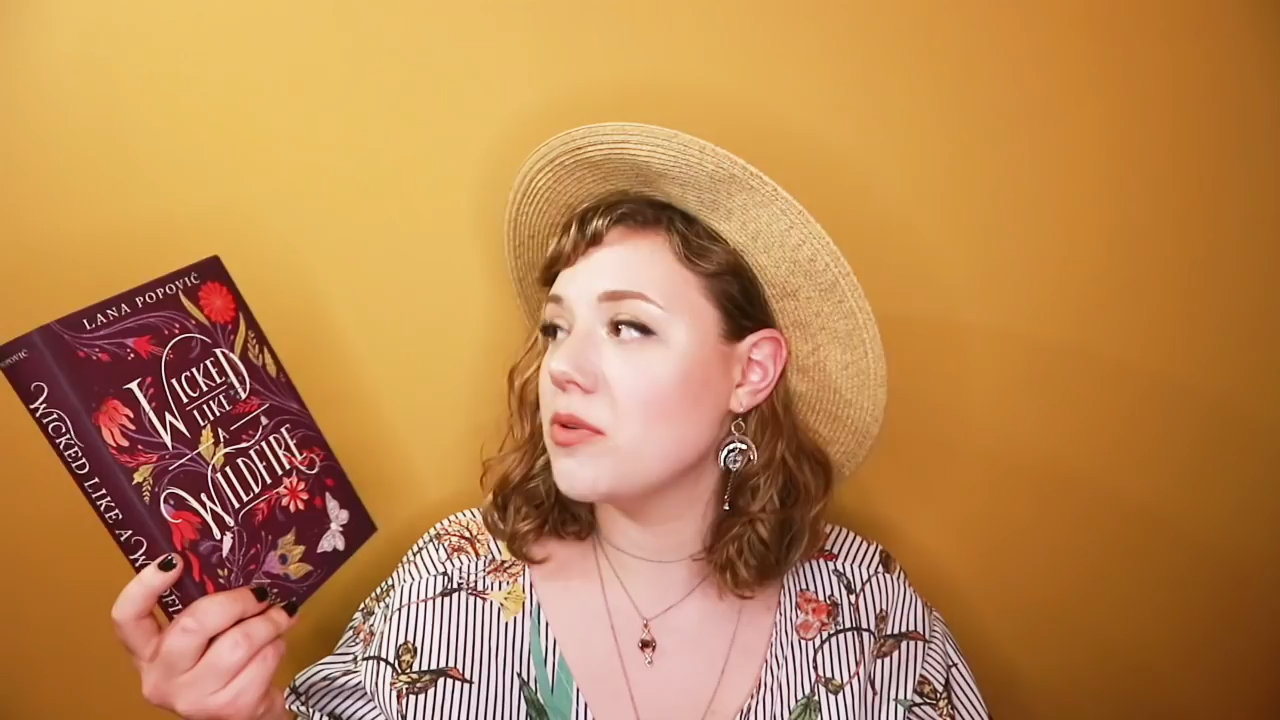 LANA POPOVIĆ
WICKED
LIKE
A
WILDFIRE
WICKED LIKE A W